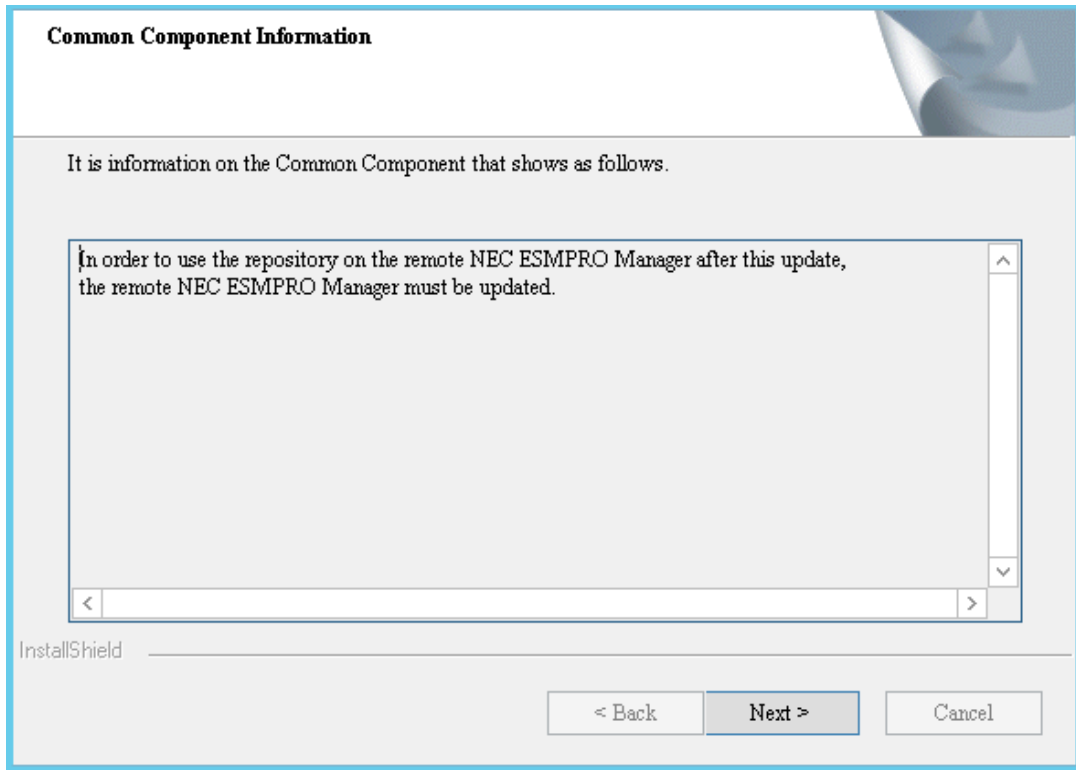 Common Component Information
It is information on the Common Component that shows as follows.
In order to use the repository on the remote NEC ESMPRO Manager after this update,
the remote NEC ESMPRO Manager must be updated.
InstallShield
< Back
Next >
Cancel